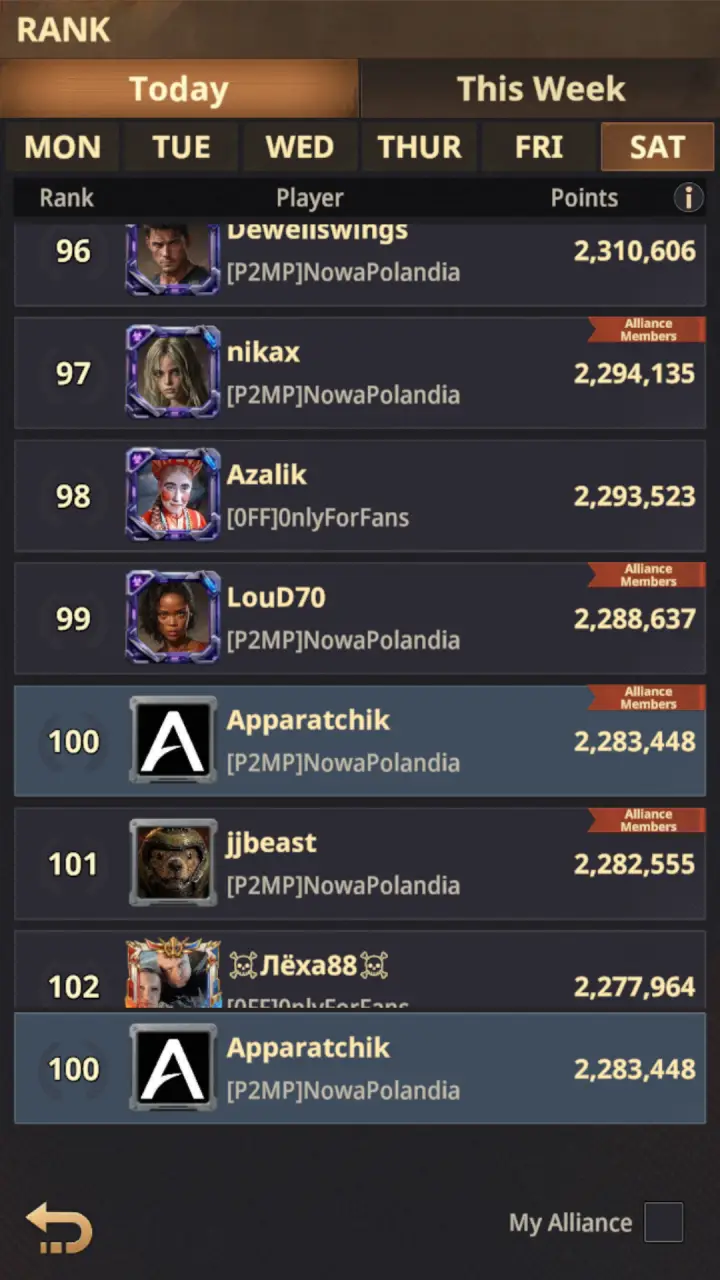 RANK
Today
This Week
MON TUE WED THUR FRI SAT
Rank Player Points i
96
Dewellswings
[P2MP]NowaPolandia
2,310,606
97
nikax
[P2MP]NowaPolandia
Alliance
Members
2,294,135
98
Azalik
[0FF]0nlyForFans
2,293,523
99
LouD70
[P2MP]NowaPolandia
Alliance
Members
2,288,637
100
A
Apparatchik
[P2MP]NowaPolandia
Alliance
Members
2,283,448
101
jjbeast
[P2MP]NowaPolandia
Alliance
Members
2,282,555
102
☠Лёха88☠
[0FF]0nlyForFans
2,277,964
100
A
Apparatchik
[P2MP]NowaPolandia
2,283,448
My Alliance